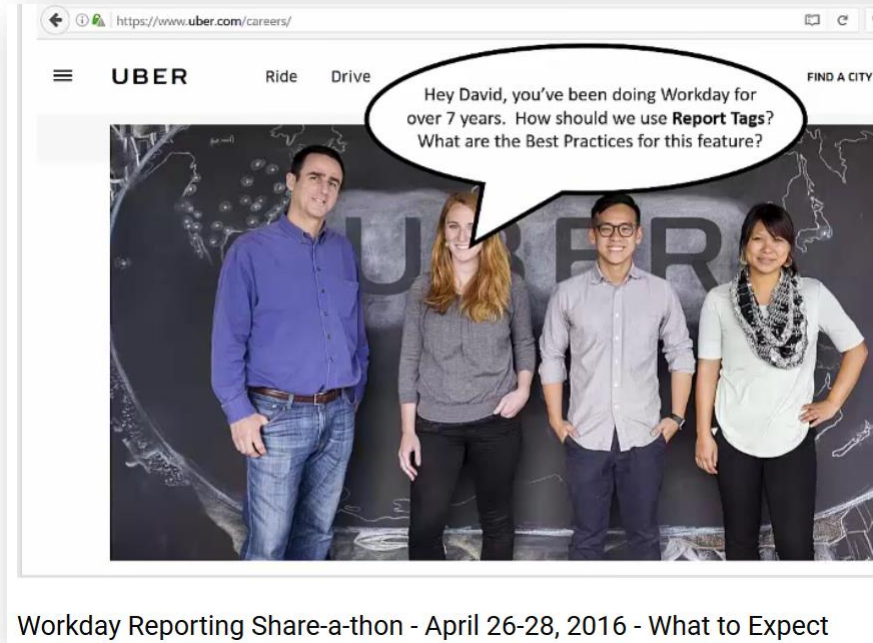 https://www.uber.com/careers/
UBER Ride Drive FIND A CITY
Hey David, you've been doing Workday for
over 7 years. How should we use Report Tags?
What are the Best Practices for this feature?
UBER
Workday Reporting Share-a-thon - April 26-28, 2016 - What to Expect